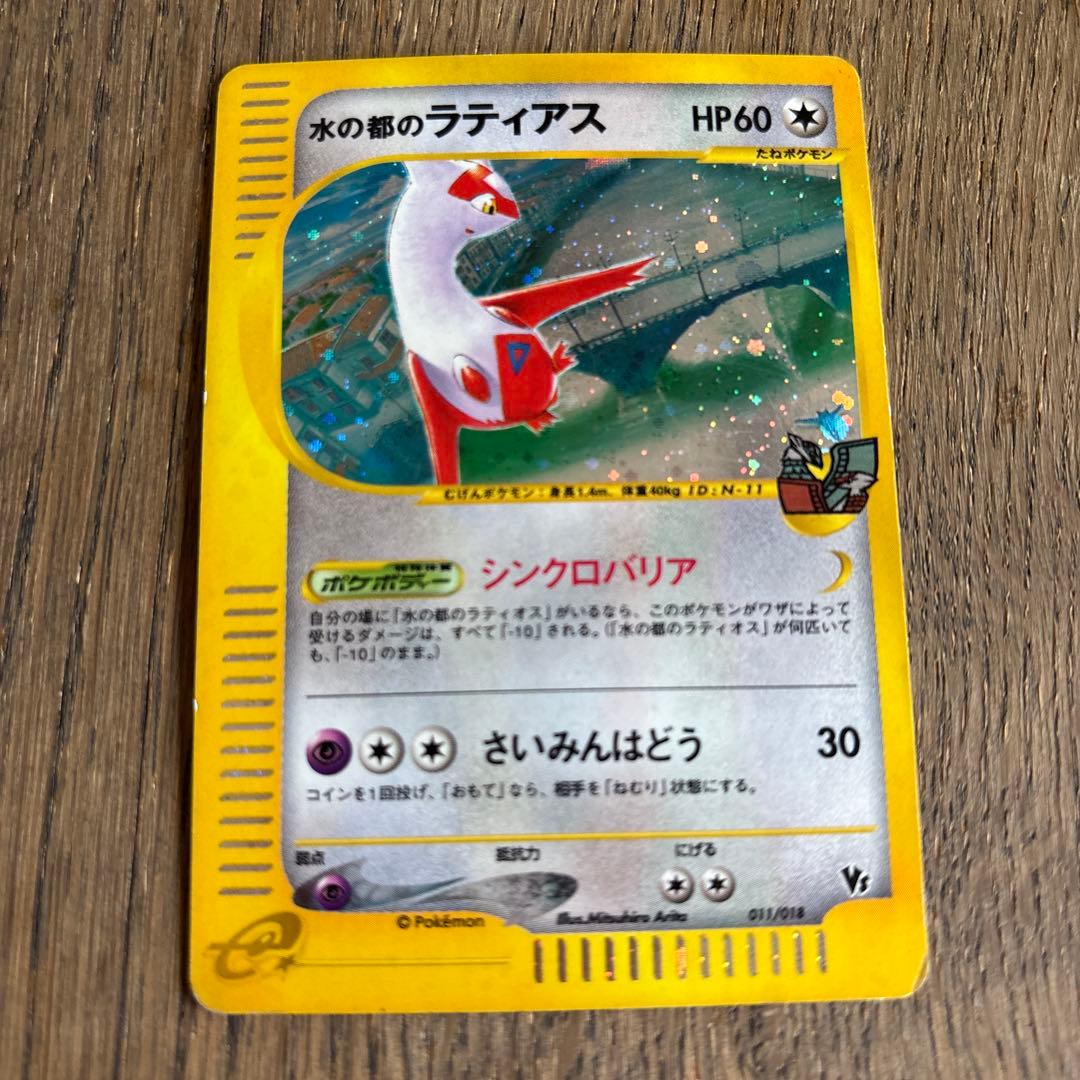 水の都のラティアス HP60
たねポケモン
むげんポケモン：身長1.4m、体重40kg ID:N-11
特殊体質
ポケボディー シンクロバリア
自分の場に「水の都のラティオス」がいるなら、このポケモンがワザによって
受けるダメージは、すべて「-10」される。（「水の都のラティオス」が何匹いて
も、「-10」のまま。）
さいみんはどう 30
コインを1回投げ、「おもて」なら、相手を「ねむり」状態にする。
弱点 抵抗力 にげる
Vs
© Pokémon Illus.Mitsuhiro Arita 011/018
e